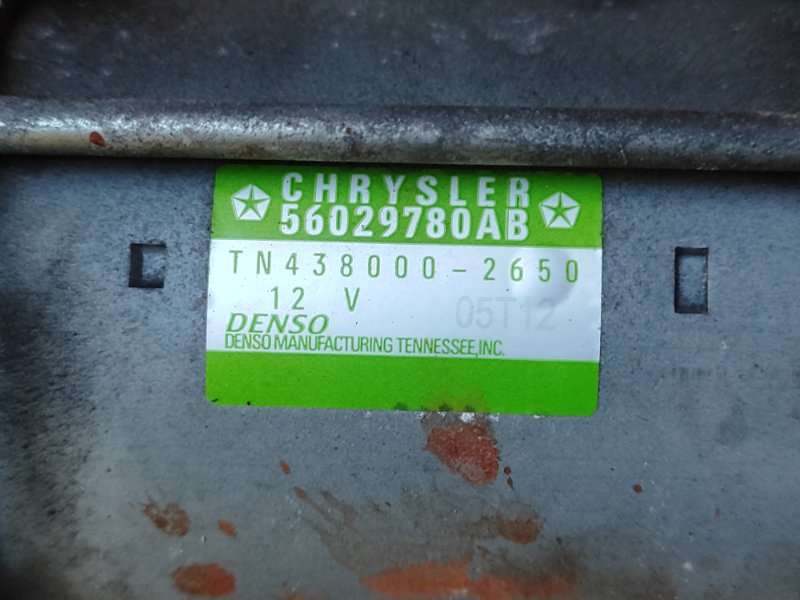 CHRYSLER
56029780AB
TN438000-2650
12 V
05T12
DENSO
DENSO MANUFACTURING TENNESSEE, INC.